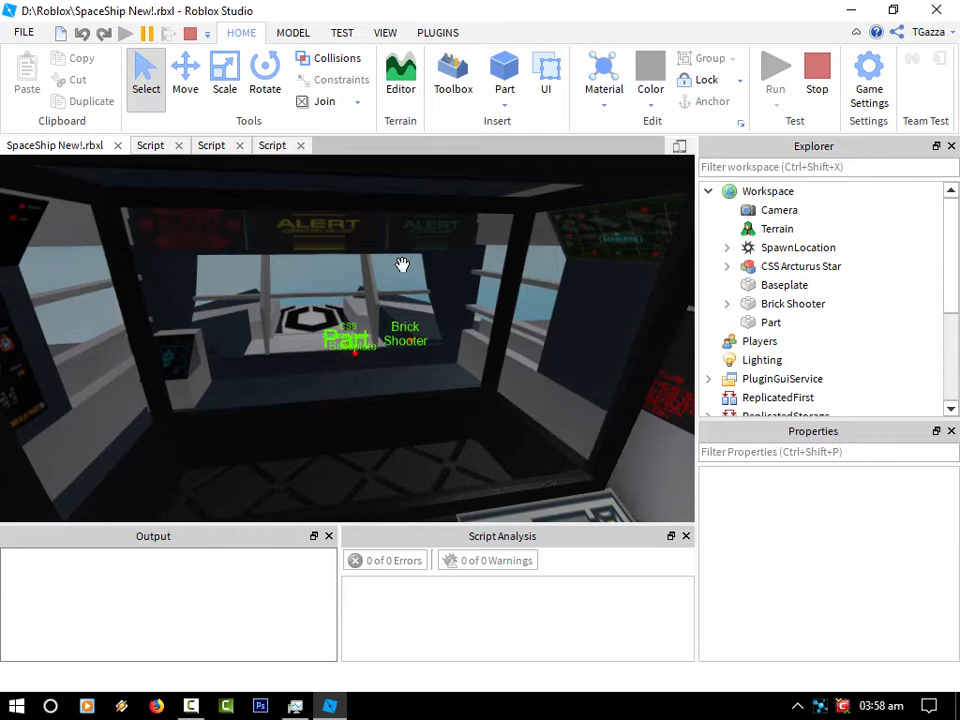 D:\Roblox\SpaceShip New!.rbxl - Roblox Studio
FILE
HOME
MODEL
TEST
VIEW
PLUGINS
TGazza
Paste
Copy
Cut
Duplicate
Clipboard
Select
Move
Scale
Rotate
Collisions
Constraints
Join
Tools
Editor
Terrain
Toolbox
Part
UI
Insert
Material
Color
Group
Lock
Anchor
Edit
Run
Stop
Test
Game
Settings
Settings
Team Test
SpaceShip New!.rbxl
Script
Script
Script
ALERT
ALERT
CSS
Part
Baseplate
Brick
Shooter
Explorer
Filter workspace (Ctrl+Shift+X)
Workspace
Camera
Terrain
SpawnLocation
CSS Arcturus Star
Baseplate
Brick Shooter
Part
Players
Lighting
PluginGuiService
ReplicatedFirst
ReplicatedStorage
Properties
Filter Properties (Ctrl+Shift+P)
Output
Script Analysis
0 of 0 Errors
0 of 0 Warnings
Ps
03:58 am